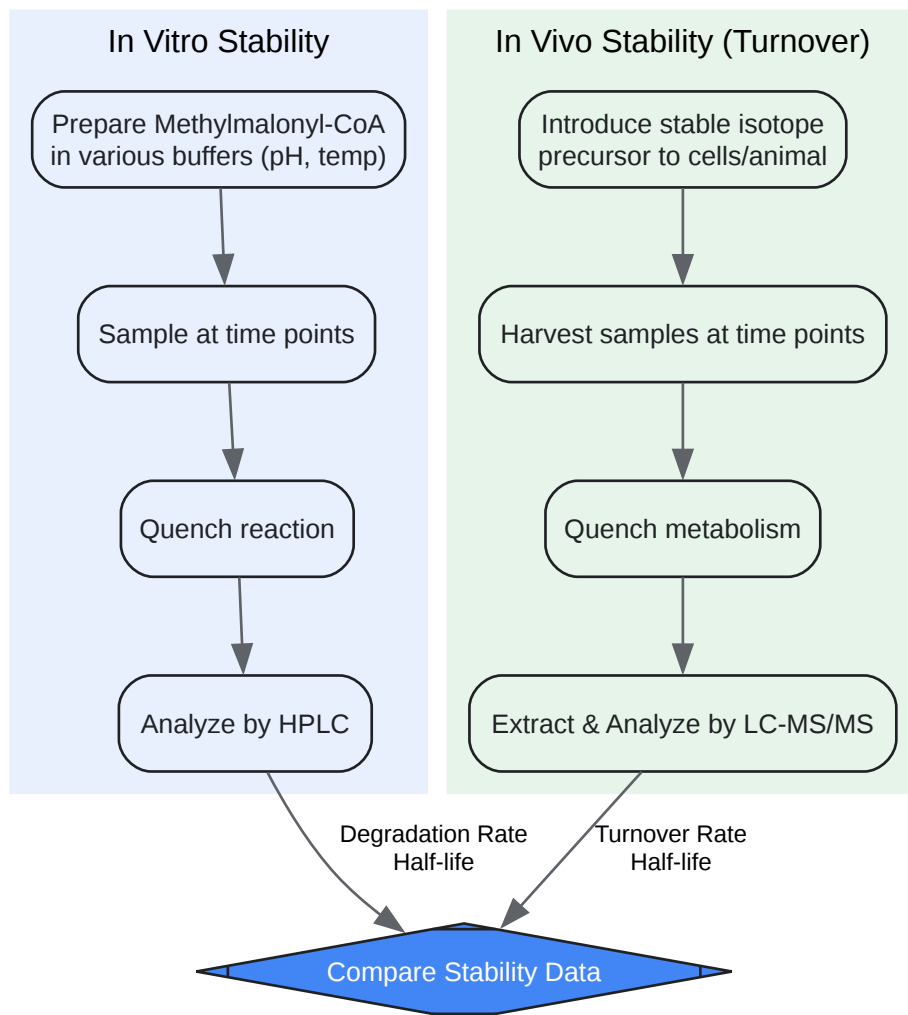 In Vitro Stability
Prepare Methylmalonyl-CoA
in various buffers (pH, temp)
Sample at time points
Quench reaction
Analyze by HPLC
In Vivo Stability (Turnover)
Introduce stable isotope
precursor to cells/animal
Harvest samples at time points
Quench metabolism
Extract & Analyze by LC-MS/MS
Degradation Rate
Half-life
Turnover Rate
Half-life
Compare Stability Data